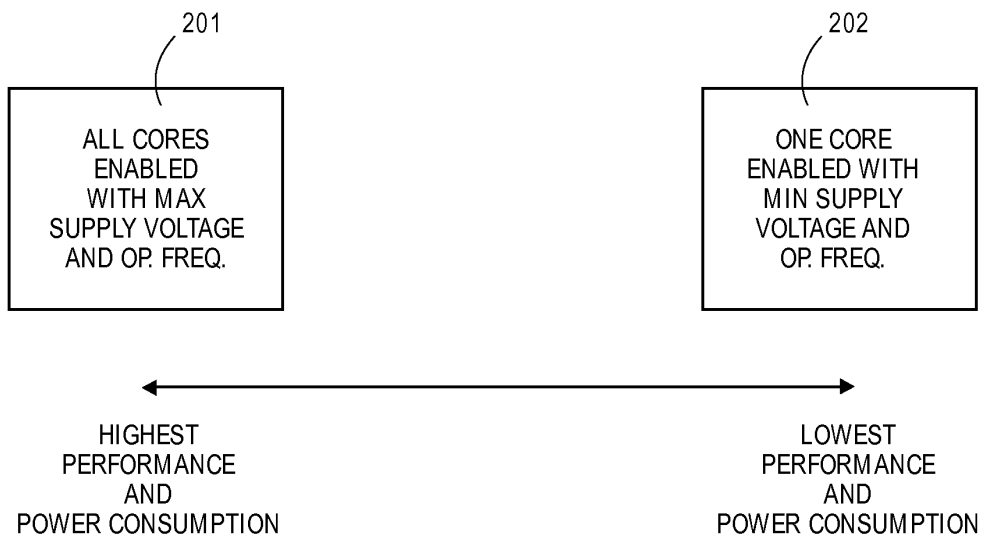 201
202
ALL CORES
ENABLED
WITH MAX
SUPPLY VOLTAGE
AND OP. FREQ.
ONE CORE
ENABLED WITH
MIN SUPPLY
VOLTAGE AND
OP. FREQ.
HIGHEST
PERFORMANCE
AND
POWER CONSUMPTION
LOWEST
PERFORMANCE
AND
POWER CONSUMPTION